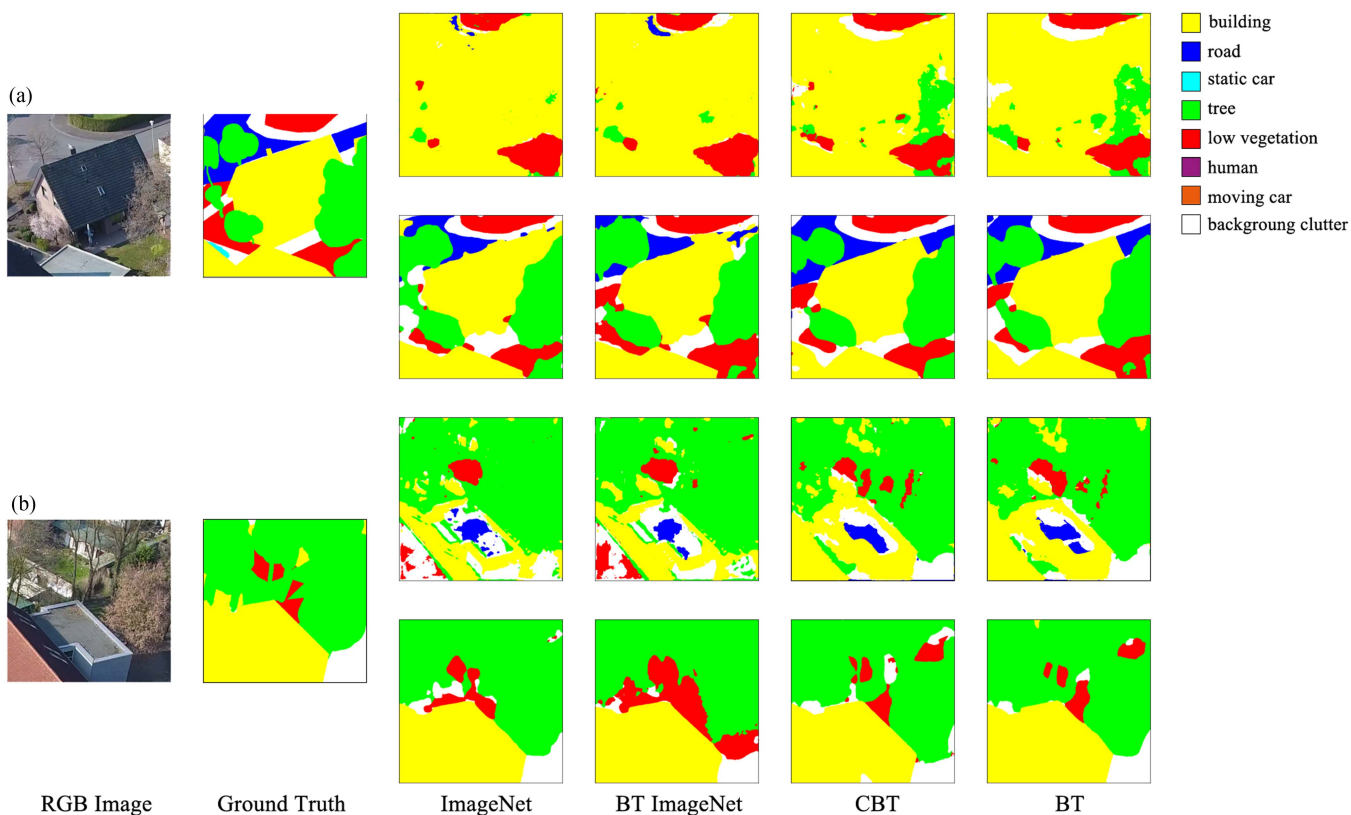 (a)
(b)
building
road
static car
tree
low vegetation
human
moving car
backgroung clutter
RGB Image
Ground Truth
ImageNet
BT ImageNet
CBT
BT